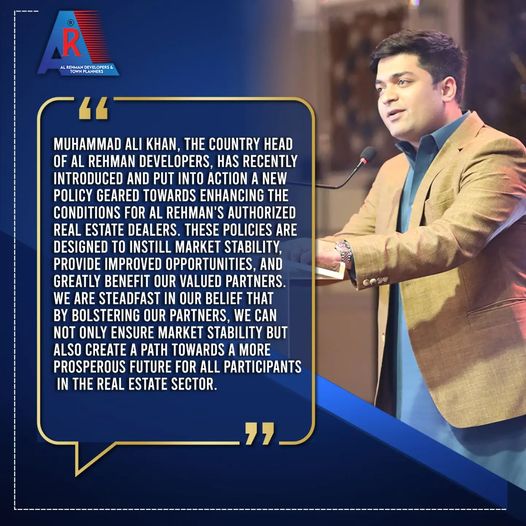 AR
®
AL REHMAN DEVELOPERS &
TOWN PLANNERS
“
MUHAMMAD ALI KHAN, THE COUNTRY HEAD
OF AL REHMAN DEVELOPERS, HAS RECENTLY
INTRODUCED AND PUT INTO ACTION A NEW
POLICY GEARED TOWARDS ENHANCING THE
CONDITIONS FOR AL REHMAN'S AUTHORIZED
REAL ESTATE DEALERS. THESE POLICIES ARE
DESIGNED TO INSTILL MARKET STABILITY,
PROVIDE IMPROVED OPPORTUNITIES, AND
GREATLY BENEFIT OUR VALUED PARTNERS.
WE ARE STEADFAST IN OUR BELIEF THAT
BY BOLSTERING OUR PARTNERS, WE CAN
NOT ONLY ENSURE MARKET STABILITY BUT
ALSO CREATE A PATH TOWARDS A MORE
PROSPEROUS FUTURE FOR ALL PARTICIPANTS
IN THE REAL ESTATE SECTOR.
”